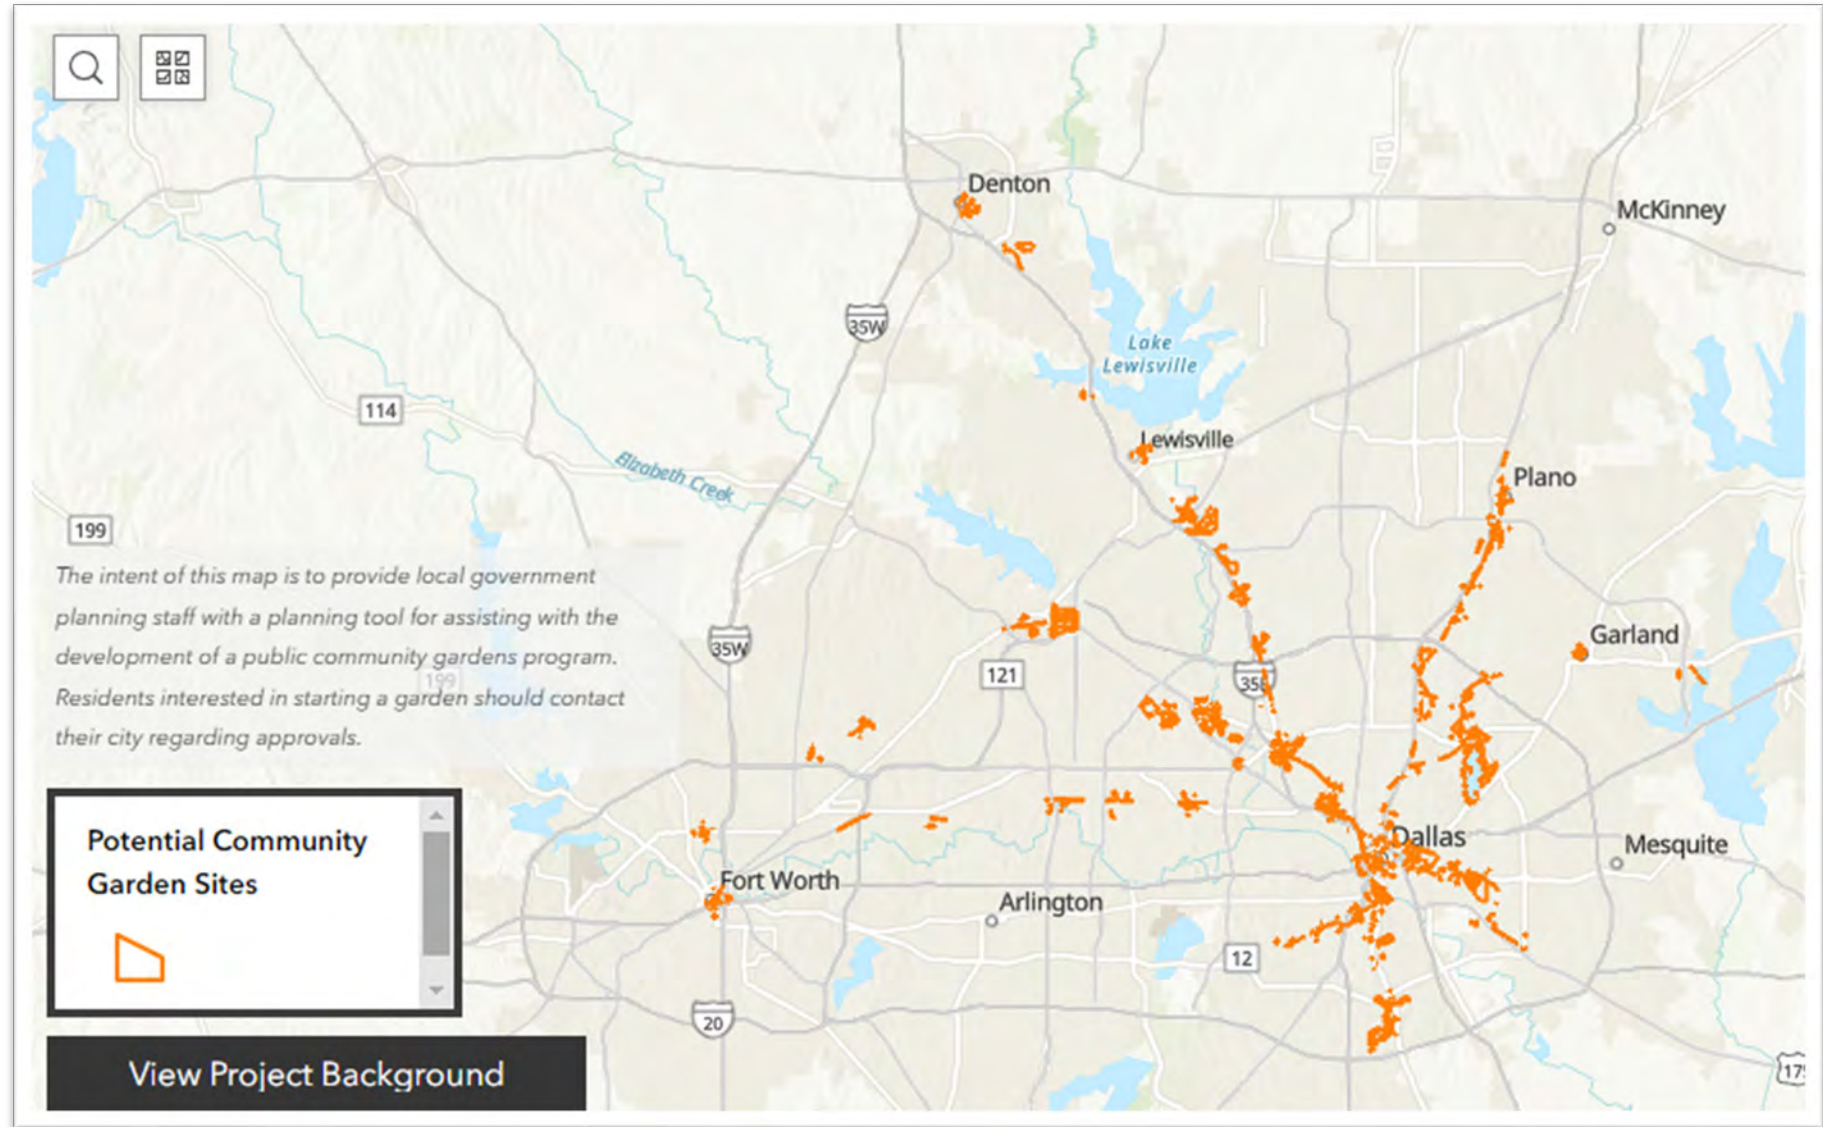 Denton
McKinney
35W
Lake
Lewisville
114
Lewisville
Elizabeth Creek
Plano
199
The intent of this map is to provide local government
planning staff with a planning tool for assisting with the
development of a public community gardens program.
Residents interested in starting a garden should contact
their city regarding approvals.
199
35W
121
35E
Garland
Potential Community
Garden Sites
Dallas
Mesquite
Fort Worth
Arlington
12
20
View Project Background
175